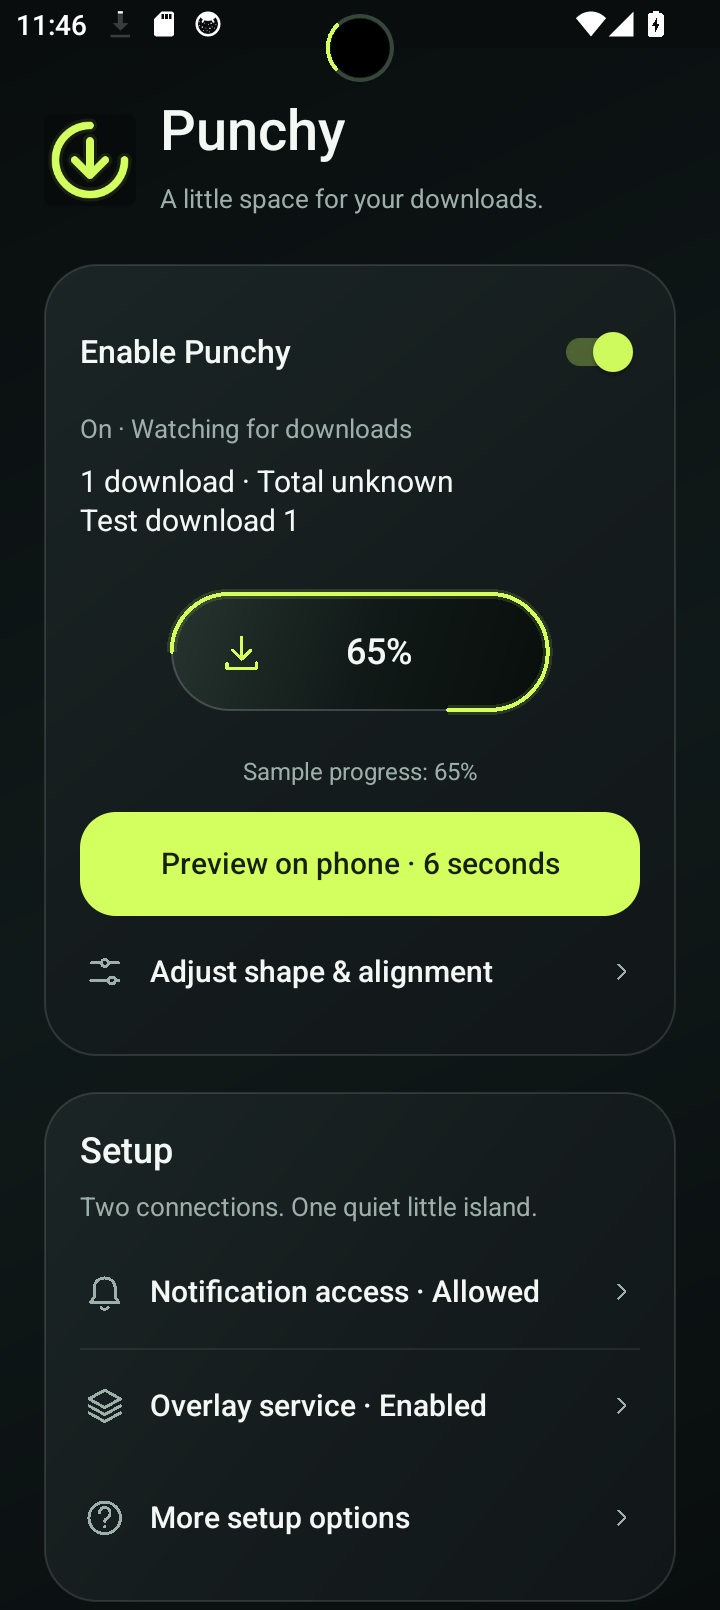 11:46
Punchy
A little space for your downloads.
Enable Punchy
On · Watching for downloads
1 download · Total unknown
Test download 1
65%
Sample progress: 65%
Preview on phone · 6 seconds
Adjust shape & alignment
Setup
Two connections. One quiet little island.
Notification access · Allowed
Overlay service · Enabled
More setup options